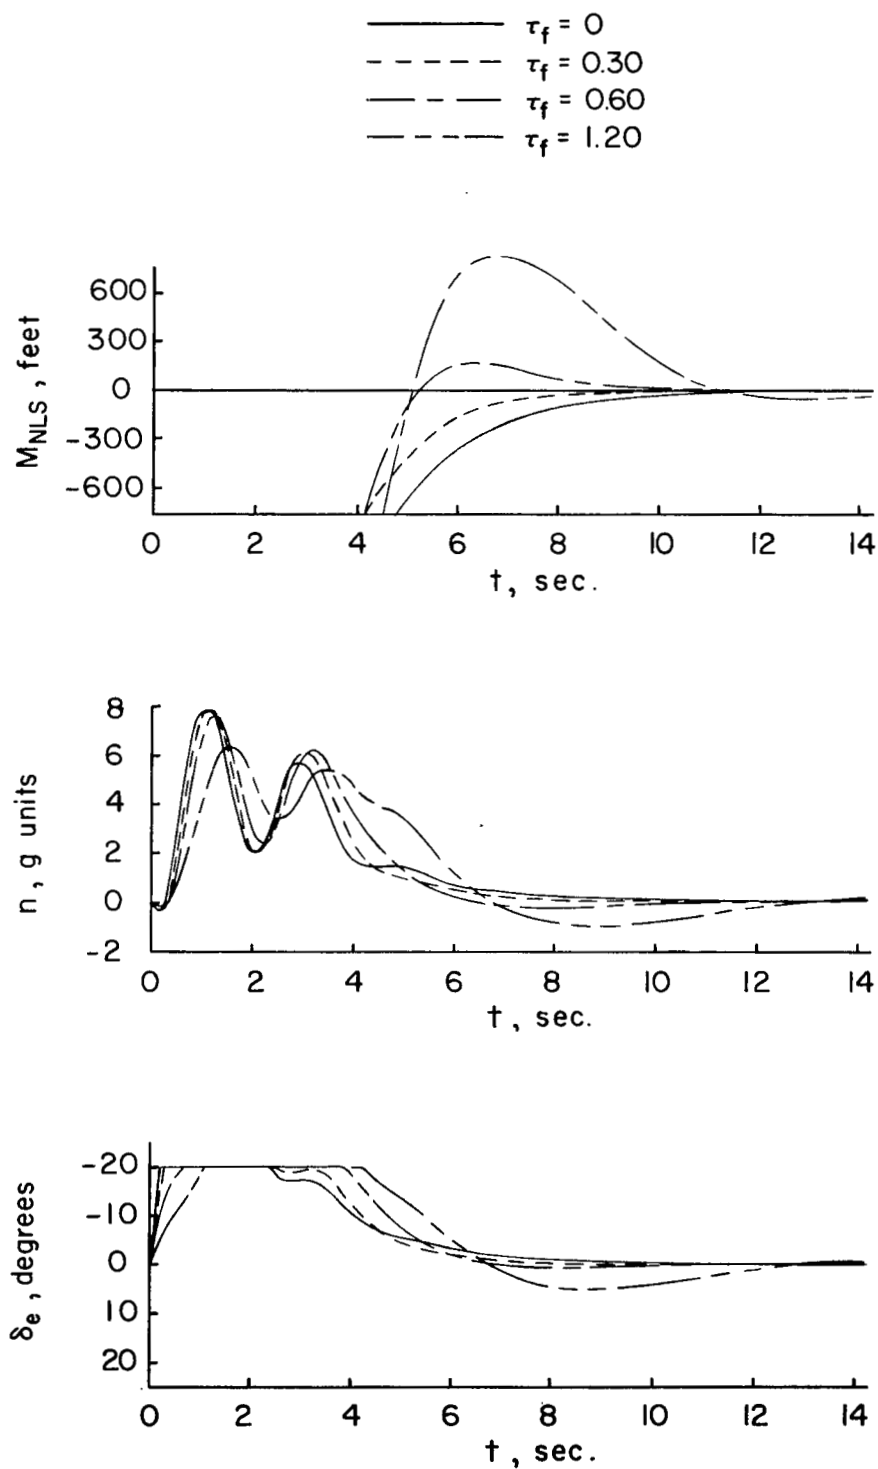 τf = 0
τf = 0.30
τf = 0.60
τf = 1.20
MNLS, feet
600
300
0
-300
-600
0 2 4 6 8 10 12 14
t, sec.
n, g units
8
6
4
2
0
-2
0 2 4 6 8 10 12 14
t, sec.
δe, degrees
-20
-10
0
10
20
0 2 4 6 8 10 12 14
t, sec.